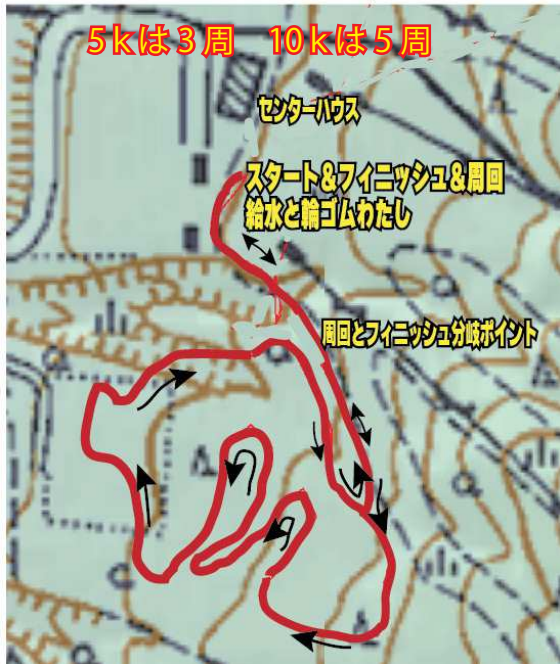 5kは3周　10kは5周
センターハウス
スタート&フィニッシュ&周回
給水と輪ゴムわたし
周回とフィニッシュ分岐ポイント